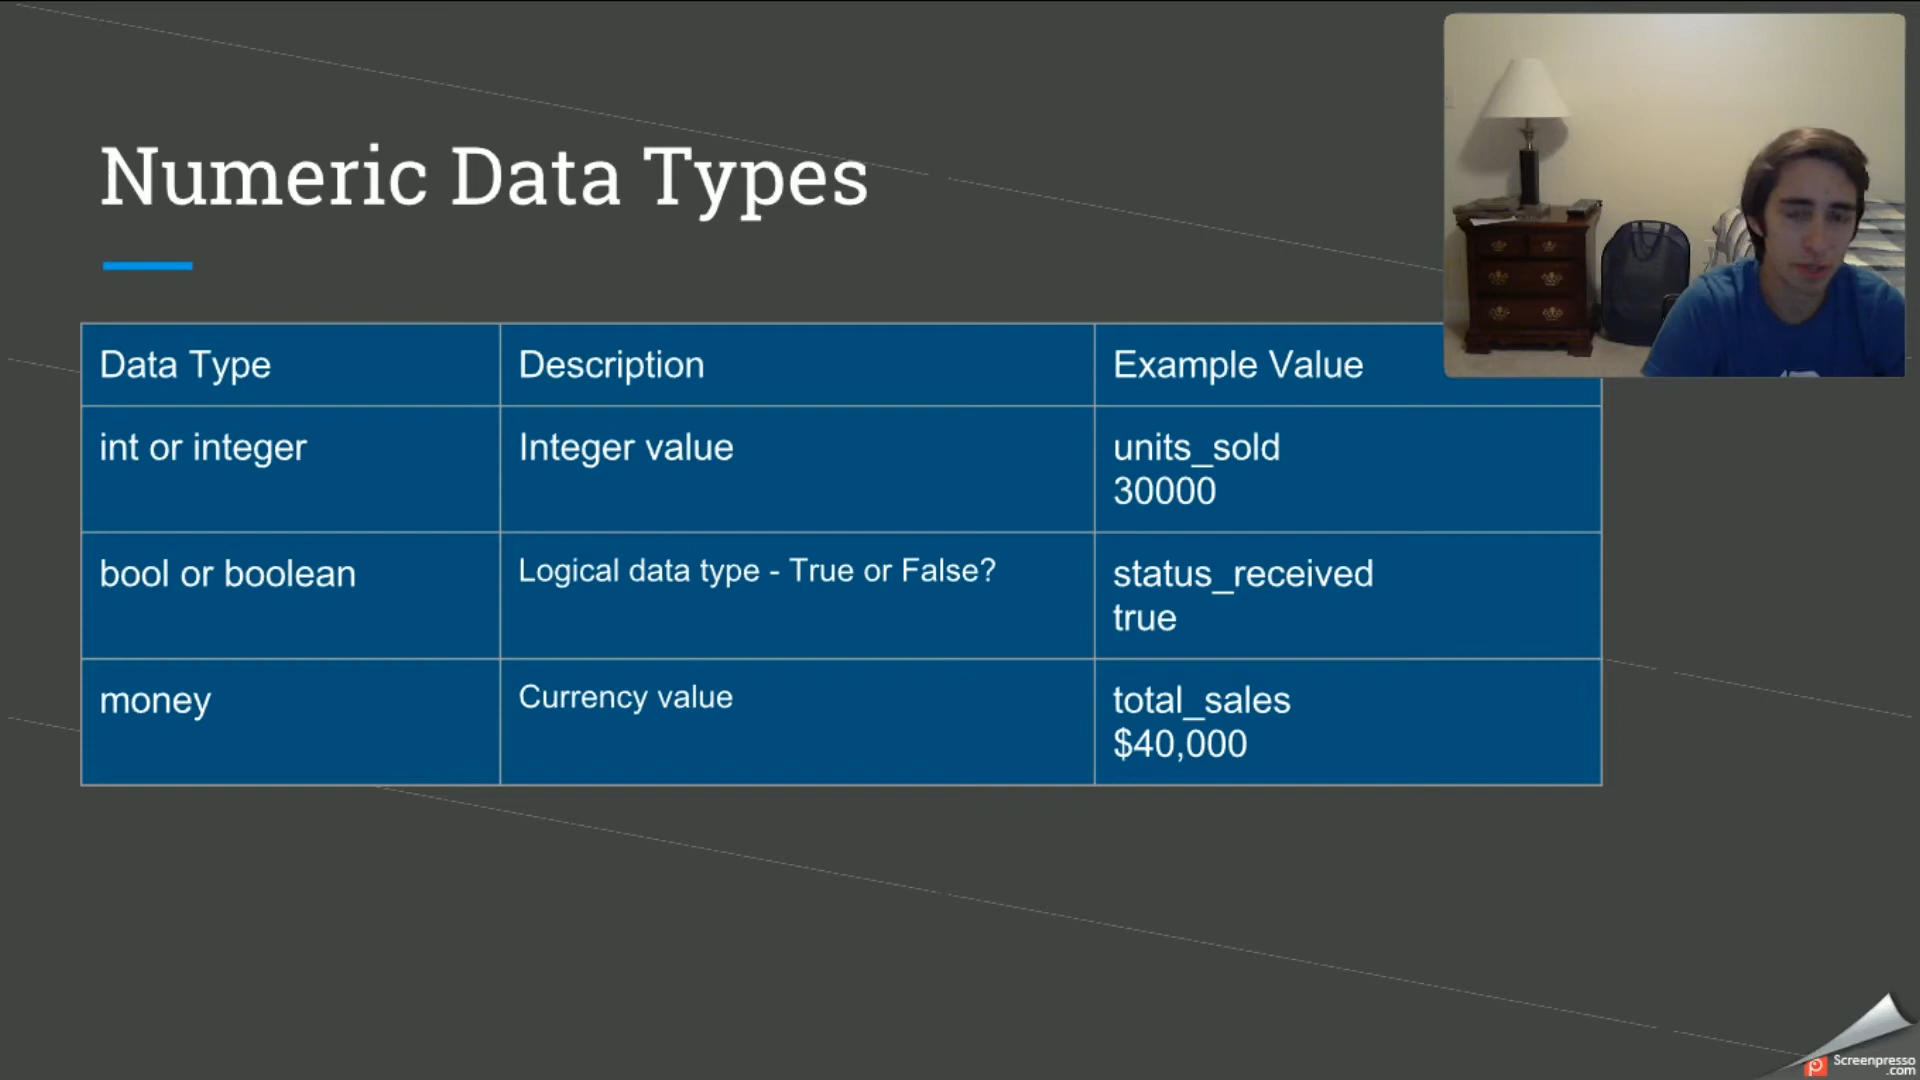 Numeric Data Types
Data Type
Description
Example Value
int or integer
Integer value
units_sold
30000
bool or boolean
Logical data type - True or False?
status_received
true
money
Currency value
total_sales
$40,000
Screenpresso
.com